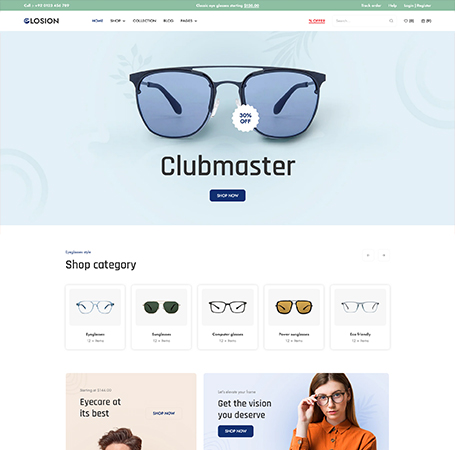 Call : +00 0123 456 789
Classic eye glasses starting $166.00
Track order Help Login | Register
GLOSION
HOME SHOP COLLECTION BLOG PAGES
% OFFER
Search...
(0) (0)
30%
OFF
Clubmaster
SHOP NOW
Eyeglasses style
Shop category
Eyeglasses Sunglasses Computer glasses Power sunglasses Eco friendly
12 + Items 12 + Items 12 + Items 12 + Items 12 + Items
Starting at $166.00
Eyecare at
its best
SHOP NOW
Let's elevate your frame
Get the vision
you deserve
SHOP NOW